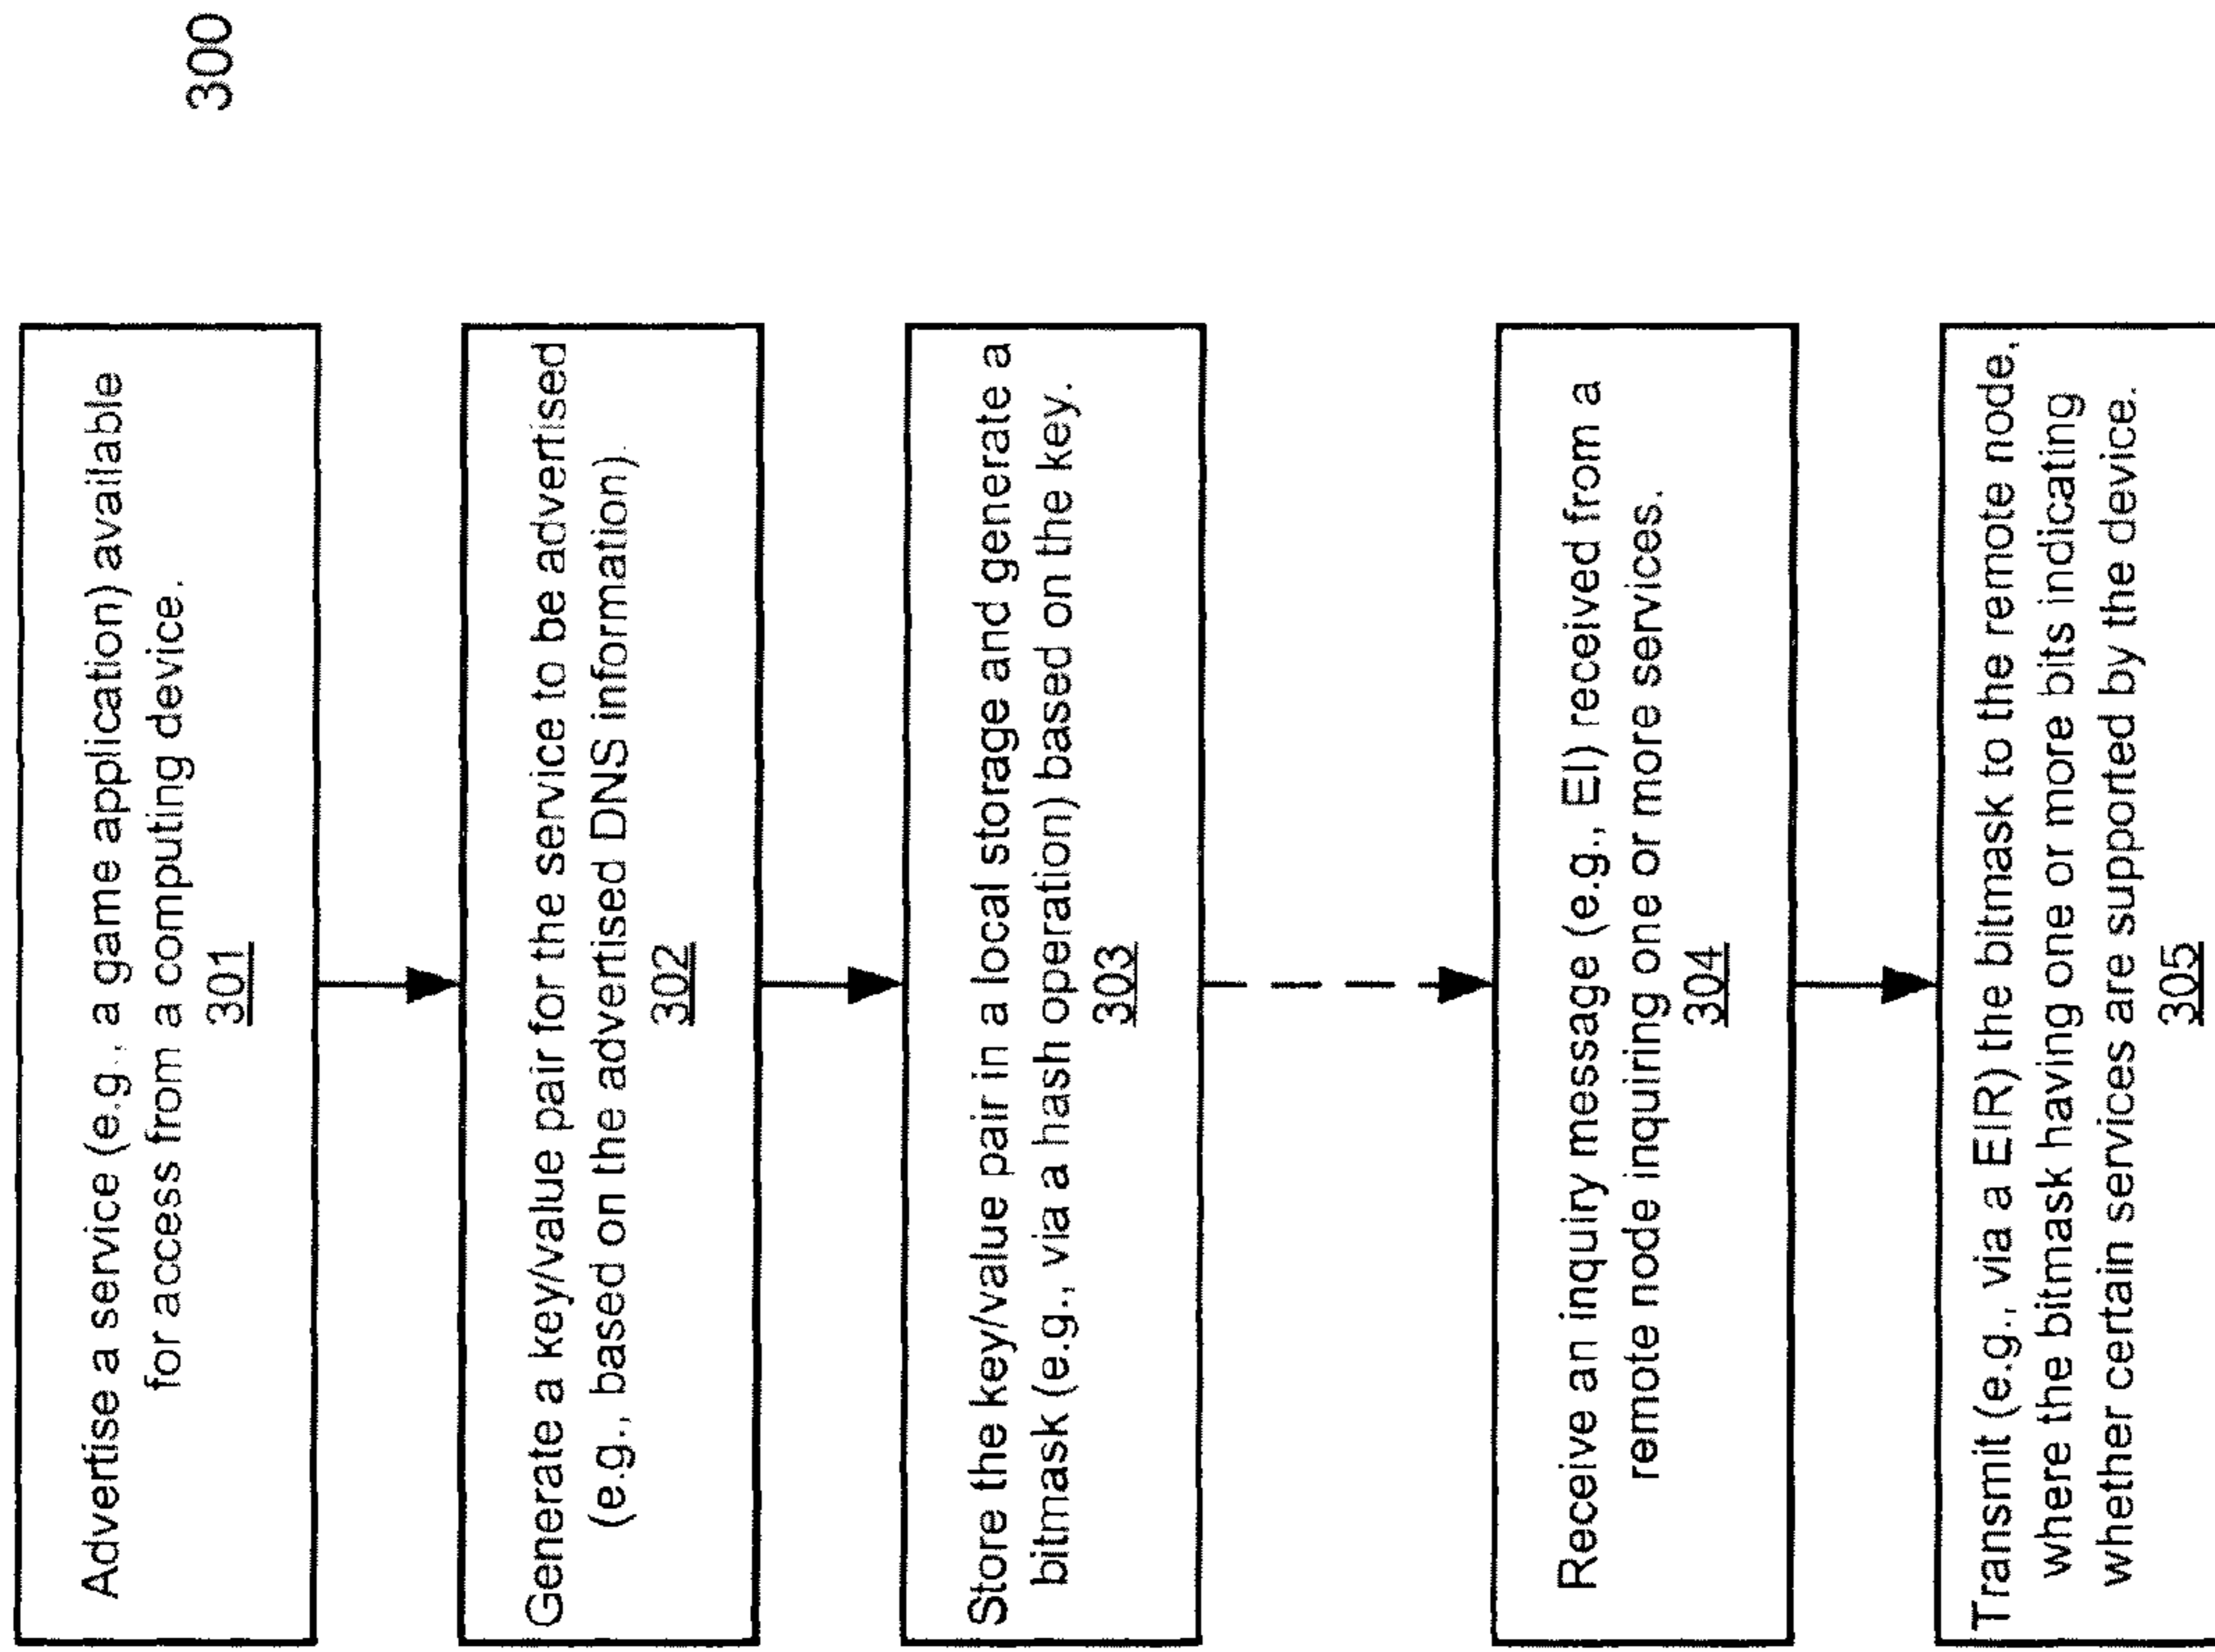 300
Advertise a service (e.g., a game application) available
for access from a computing device.
301
Generate a key/value pair for the service to be advertised
(e.g., based on the advertised DNS information).
302
Store the key/value pair in a local storage and generate a
bitmask (e.g., via a hash operation) based on the key.
303
Receive an inquiry message (e.g., EI) received from a
remote node inquiring one or more services.
304
Transmit (e.g., via a EIR) the bitmask to the remote node,
where the bitmask having one or more bits indicating
whether certain services are supported by the device.
305